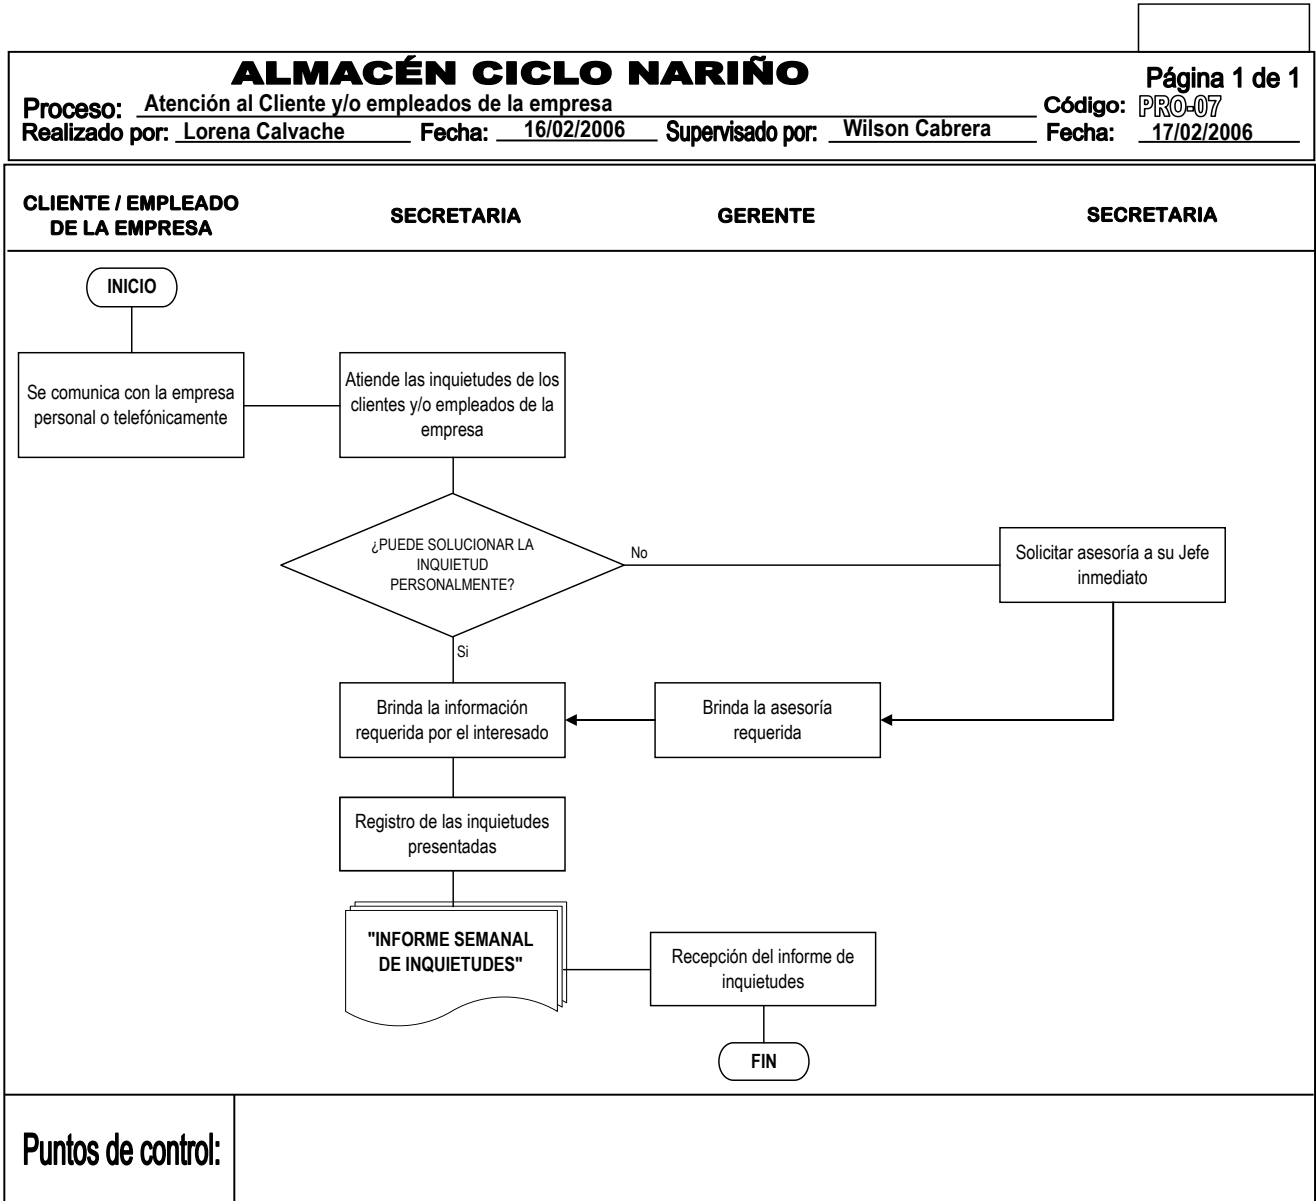 ALMACÉN CICLO NARIÑO
Página 1 de 1
Proceso: Atención al Cliente y/o empleados de la empresa
Código: PRO-07
Realizado por: Lorena Calvache Fecha: 16/02/2006 Supervisado por: Wilson Cabrera Fecha: 17/02/2006
CLIENTE / EMPLEADO
DE LA EMPRESA
SECRETARIA
GERENTE
SECRETARIA
INICIO
Se comunica con la empresa
personal o telefónicamente
Atiende las inquietudes de los
clientes y/o empleados de la
empresa
¿PUEDE SOLUCIONAR LA
INQUIETUD
PERSONALMENTE?
No
Solicitar asesoría a su Jefe
inmediato
Si
Brinda la información
requerida por el interesado
Brinda la asesoría
requerida
Registro de las inquietudes
presentadas
"INFORME SEMANAL
DE INQUIETUDES"
Recepción del informe de
inquietudes
FIN
Puntos de control: